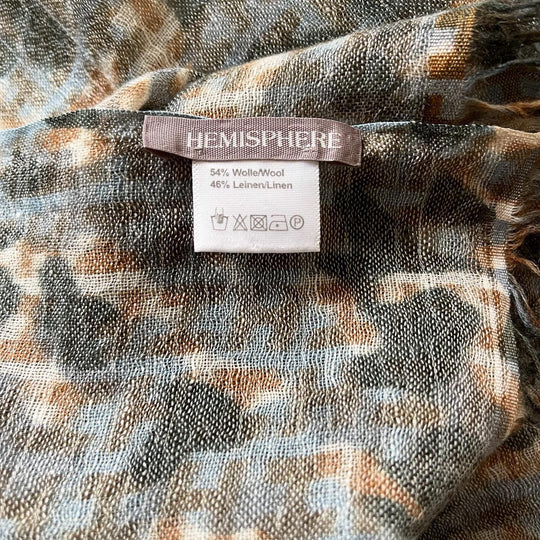 HEMISPHERE
54% Wolle/Wool
46% Leinen/Linen
P